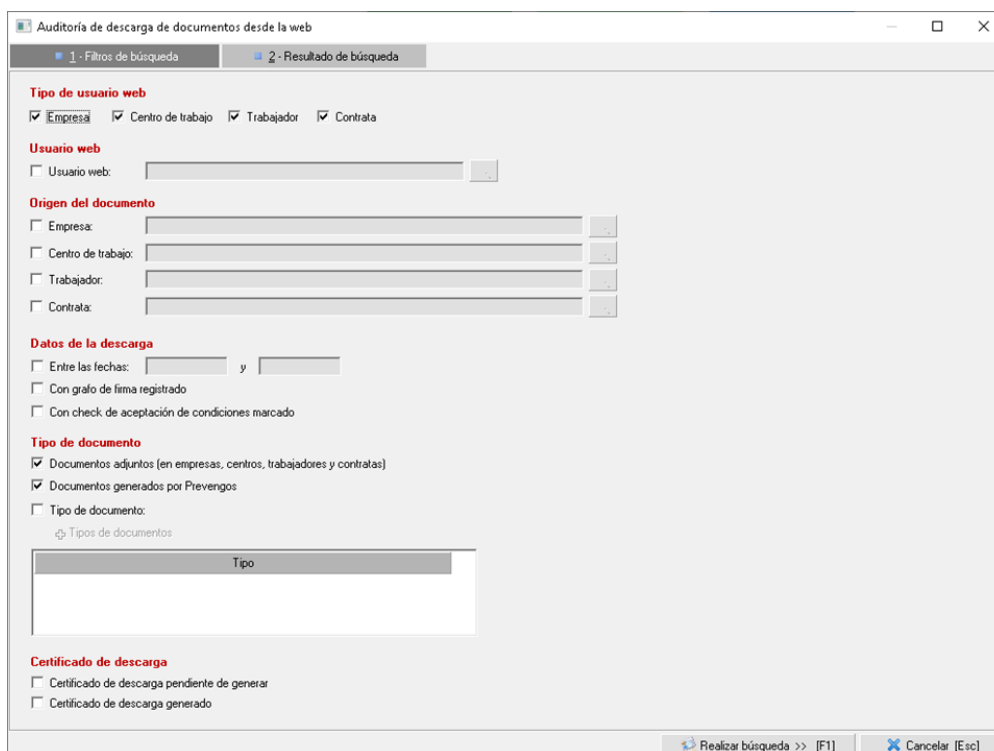 Auditoría de descarga de documentos desde la web
1 - Filtros de búsqueda 2 - Resultado de búsqueda
Tipo de usuario web
Empresa Centro de trabajo Trabajador Contrata
Usuario web
Usuario web:
Origen del documento
Empresa:
Centro de trabajo:
Trabajador:
Contrata:
Datos de la descarga
Entre las fechas: y
Con grafo de firma registrado
Con check de aceptación de condiciones marcado
Tipo de documento
Documentos adjuntos (en empresas, centros, trabajadores y contratas)
Documentos generados por Prevengos
Tipo de documento:
Tipos de documentos
Tipo
Certificado de descarga
Certificado de descarga pendiente de generar
Certificado de descarga generado
Realizar búsqueda >> [F1] Cancelar [Esc]